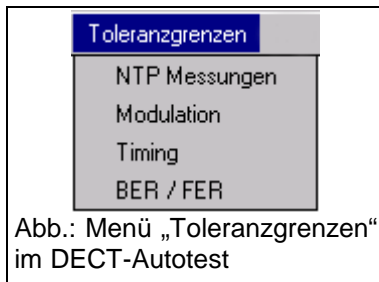 Toleranzgrenzen
NTP Messungen
Modulation
Timing
BER / FER
Abb.: Menü „Toleranzgrenzen“
im DECT-Autotest